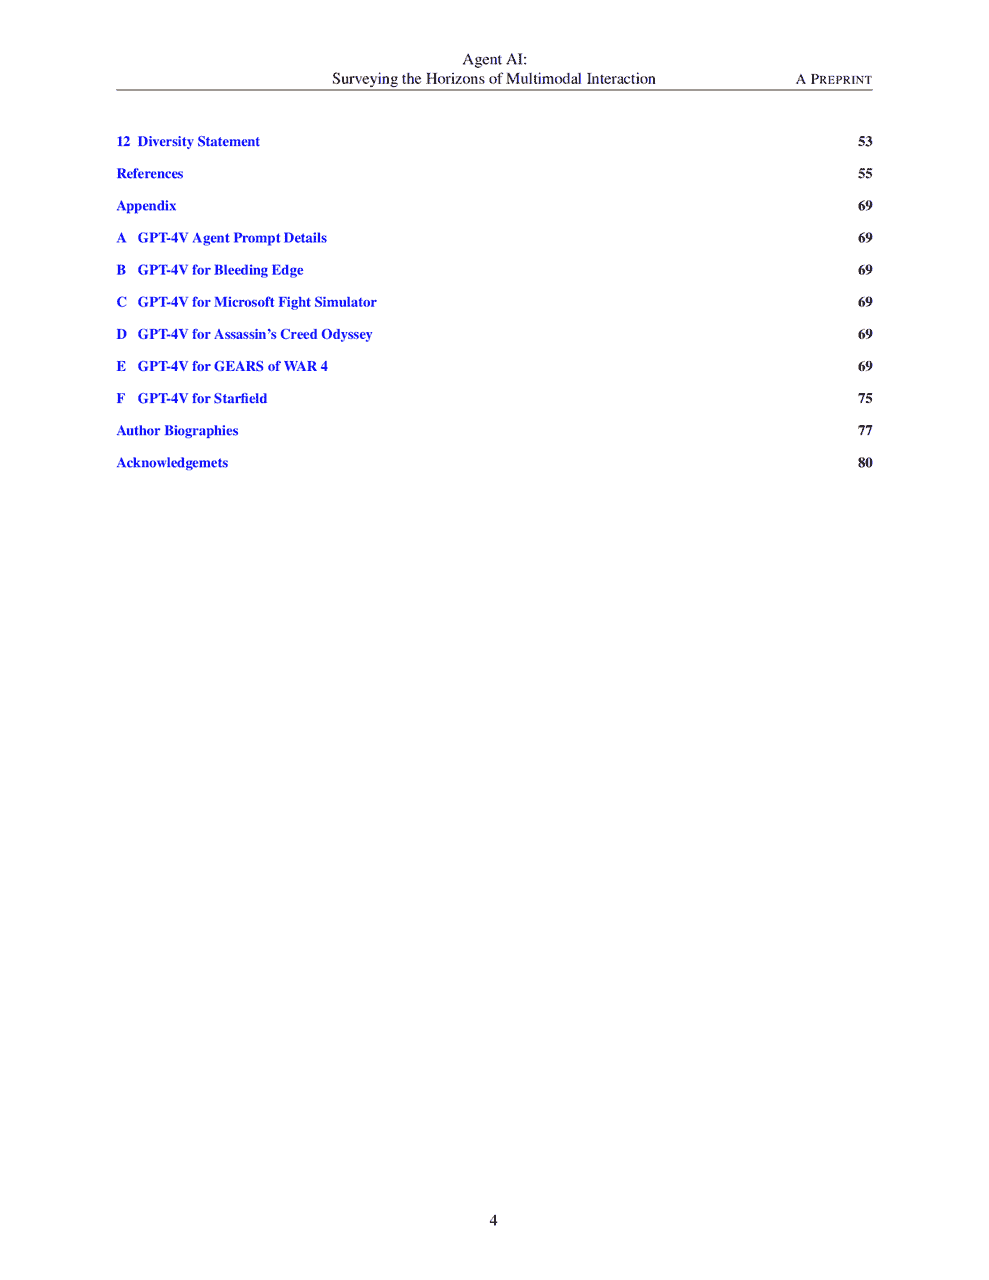 Agent AI:
Surveying the Horizons of Multimodal Interaction A PREPRINT
12 Diversity Statement 53
References 55
Appendix 69
A GPT-4V Agent Prompt Details 69
B GPT-4V for Bleeding Edge 69
C GPT-4V for Microsoft Fight Simulator 69
D GPT-4V for Assassin's Creed Odyssey 69
E GPT-4V for GEARS of WAR 4 69
F GPT-4V for Starfield 75
Author Biographies 77
Acknowledgemets 80
4